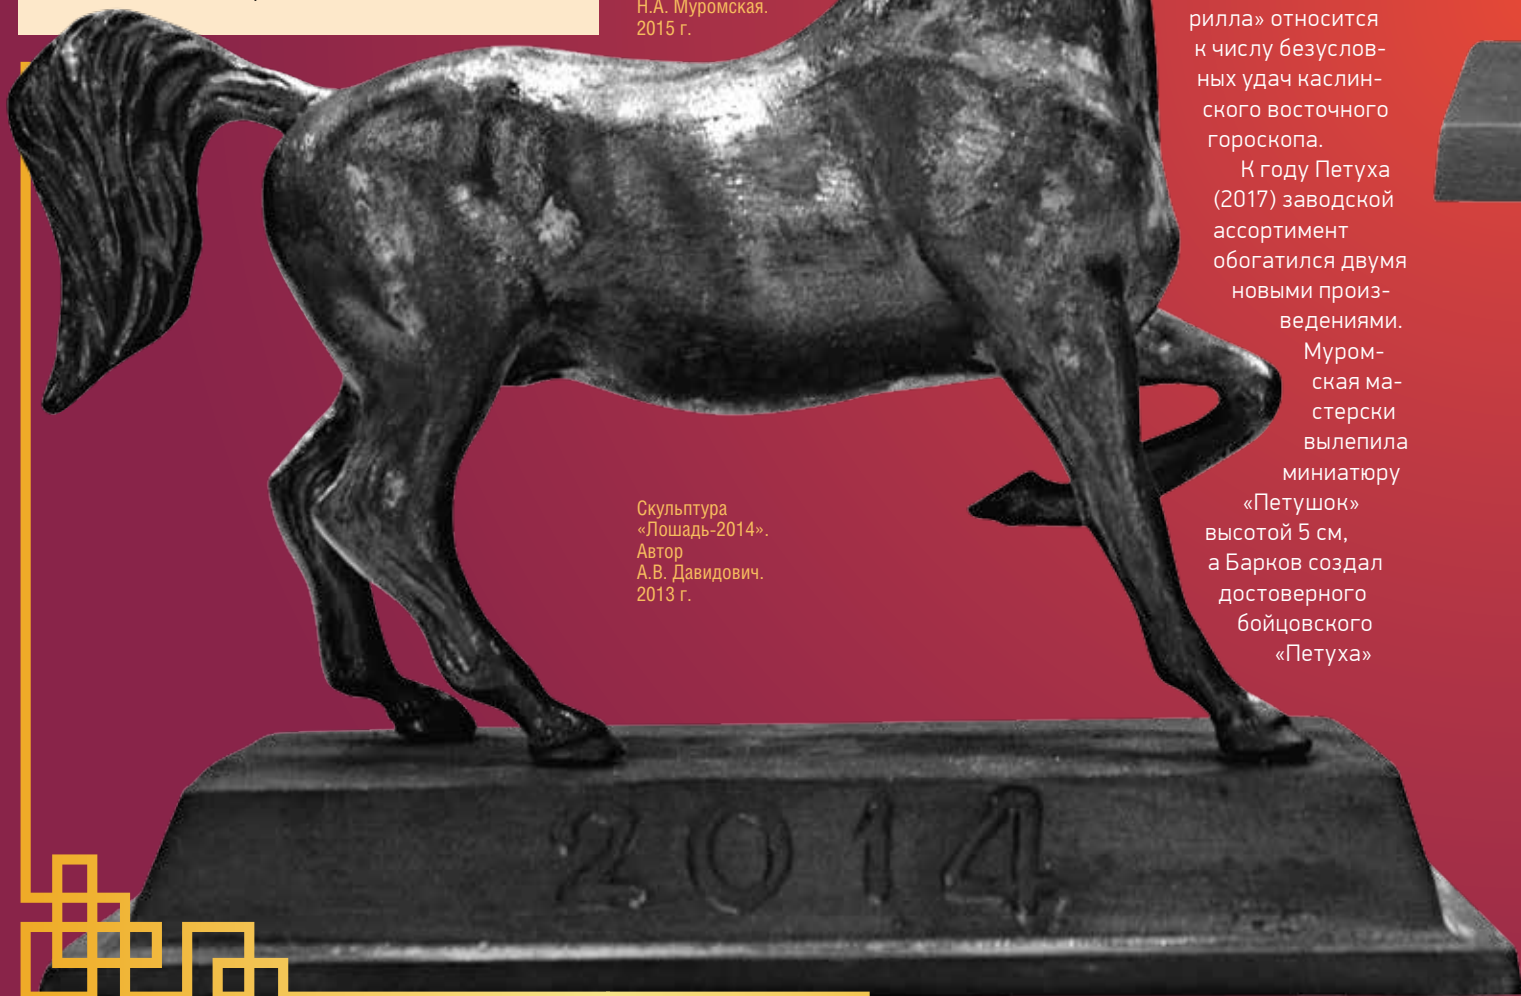 Н.А. Муромская.
2015 г.
рилла» относится
к числу безуслов-
ных удач каслин-
ского восточного
гороскопа.
К году Петуха
(2017) заводской
ассортимент
обогатился двумя
новыми произ-
ведениями.
Муром-
ская ма-
стерски
вылепила
миниатюру
«Петушок»
высотой 5 см,
а Барков создал
достоверного
бойцовского
«Петуха»
Скульптура
«Лошадь-2014».
Автор
А.В. Давидович.
2013 г.
2014